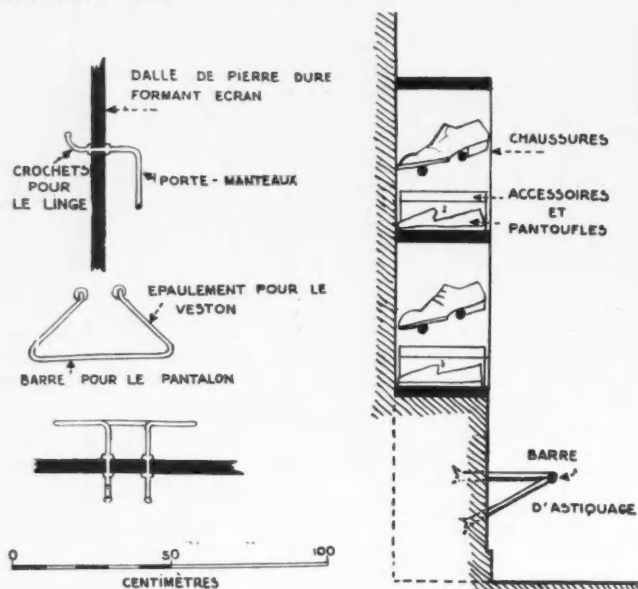 DALLE DE PIERRE DURE
FORMANT ECRAN
CROCHETS
POUR
LE LINGE
PORTE-MANTEAUX
EPAULEMENT POUR LE
VESTON
BARRE POUR LE PANTALON
0
50
100
CENTIMÈTRES
CHAUSSURES
ACCESSOIRES
ET
PANTOUFLES
BARRE
D'ASTIQUAGE